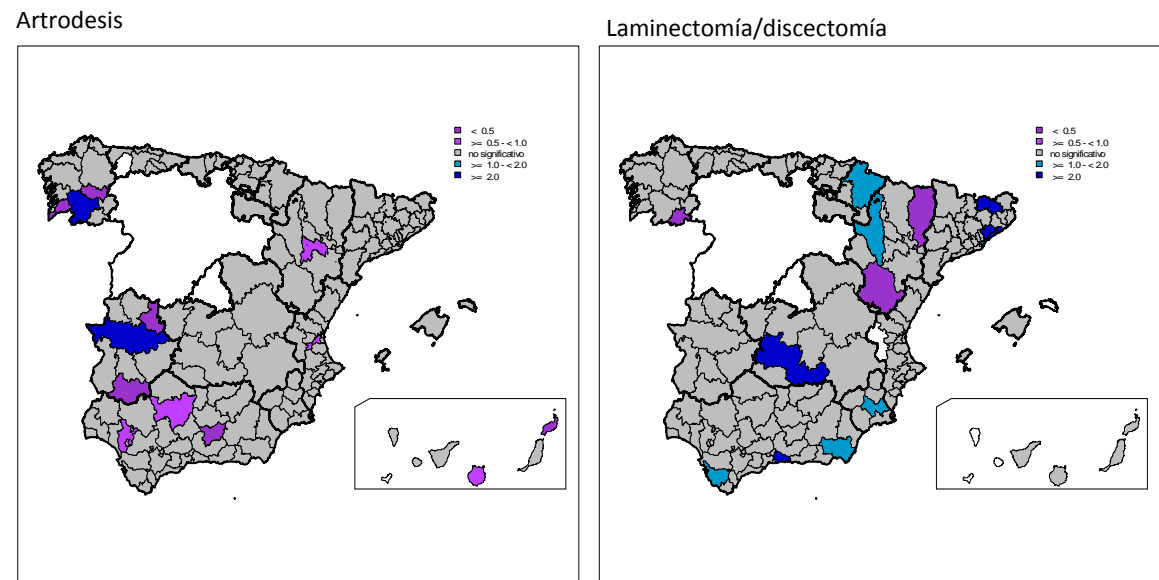 Artrodesis
Laminectomía/discectomía
< 0.5
>= 0.5 - < 1.0
no significativo
>= 1.0 - < 2.0
>= 2.0
< 0.5
>= 0.5 - < 1.0
no significativo
>= 1.0 - < 2.0
>= 2.0